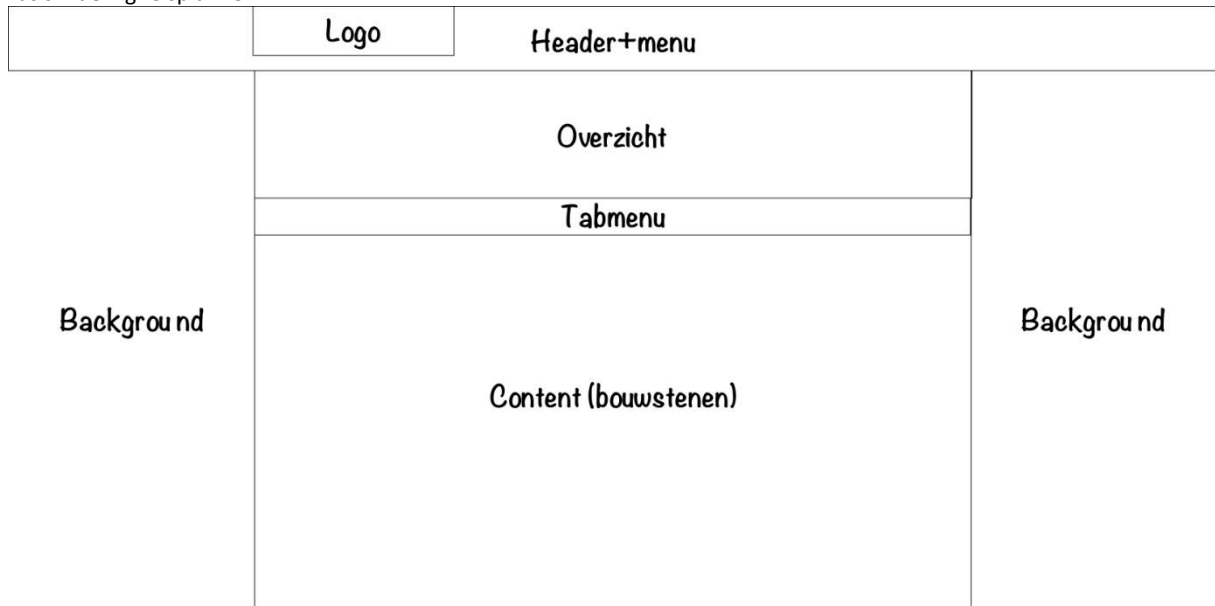 Logo
Header+menu
Overzicht
Tabmenu
Background
Background
Content (bouwstenen)